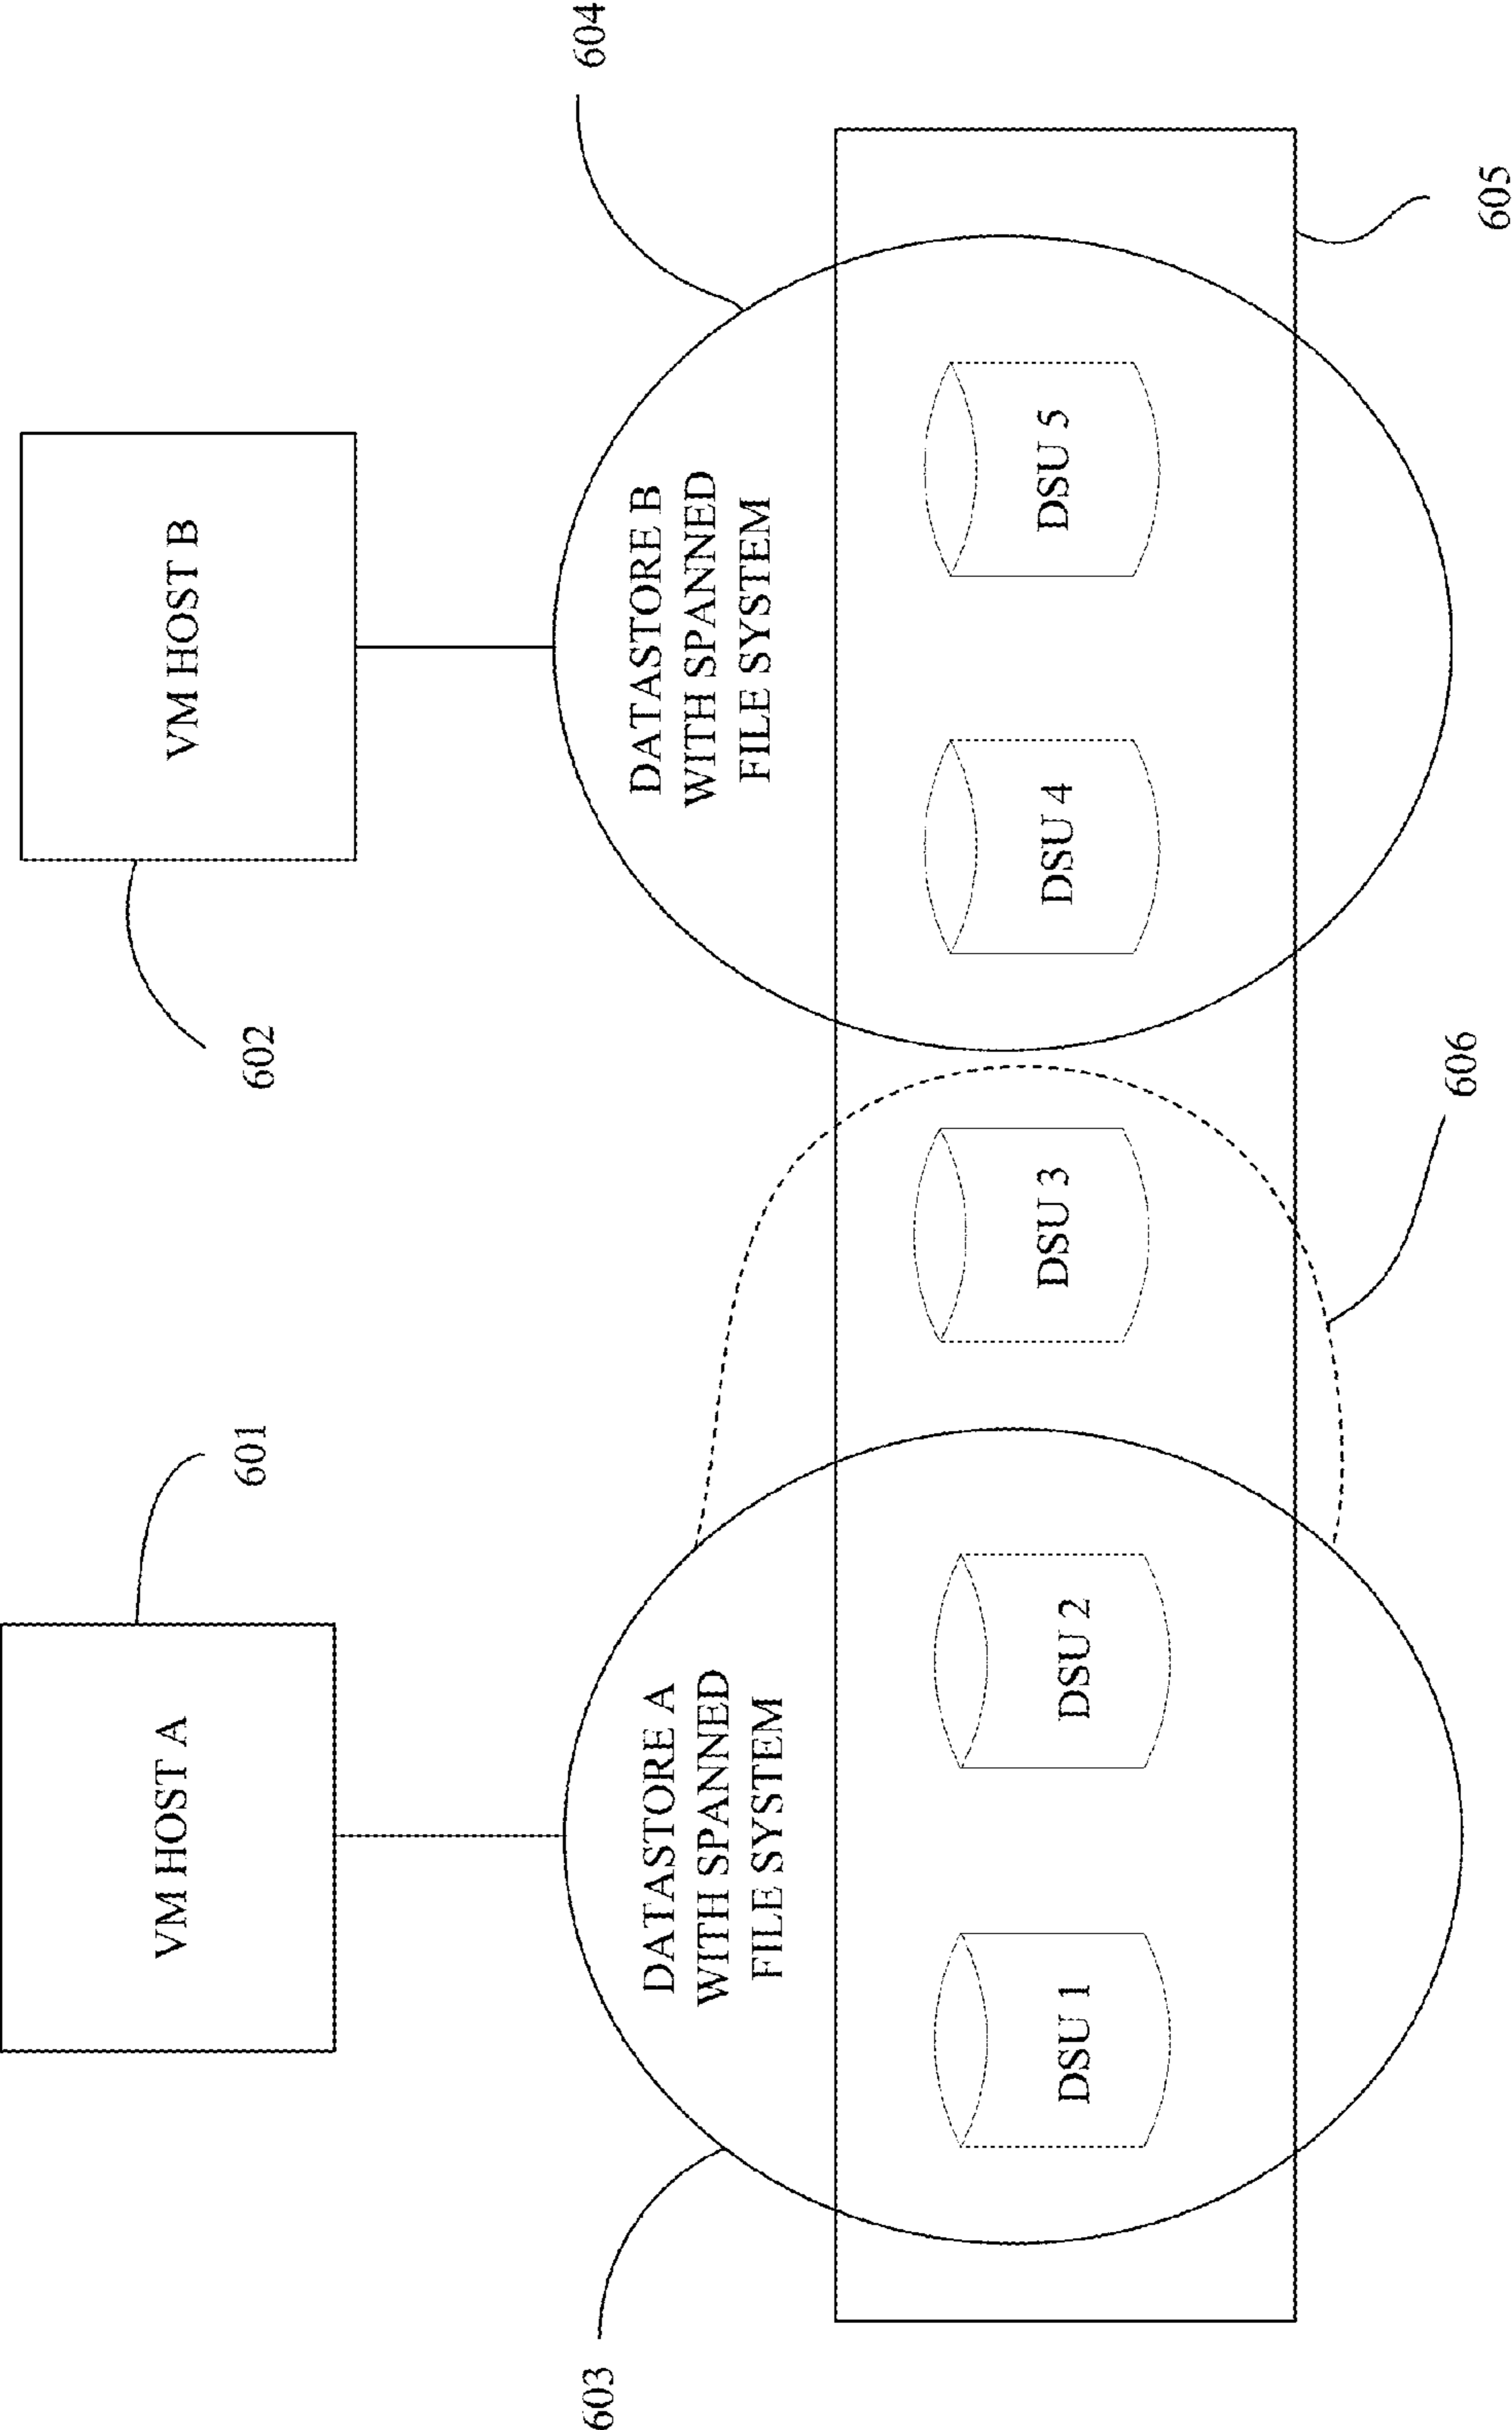 VM HOST A
601
VM HOST B
602
603
DATASTORE A
WITH SPANNED
FILE SYSTEM
DATASTORE B
WITH SPANNED
FILE SYSTEM
604
DSU 1
DSU 2
DSU 3
DSU 4
DSU 5
606
605